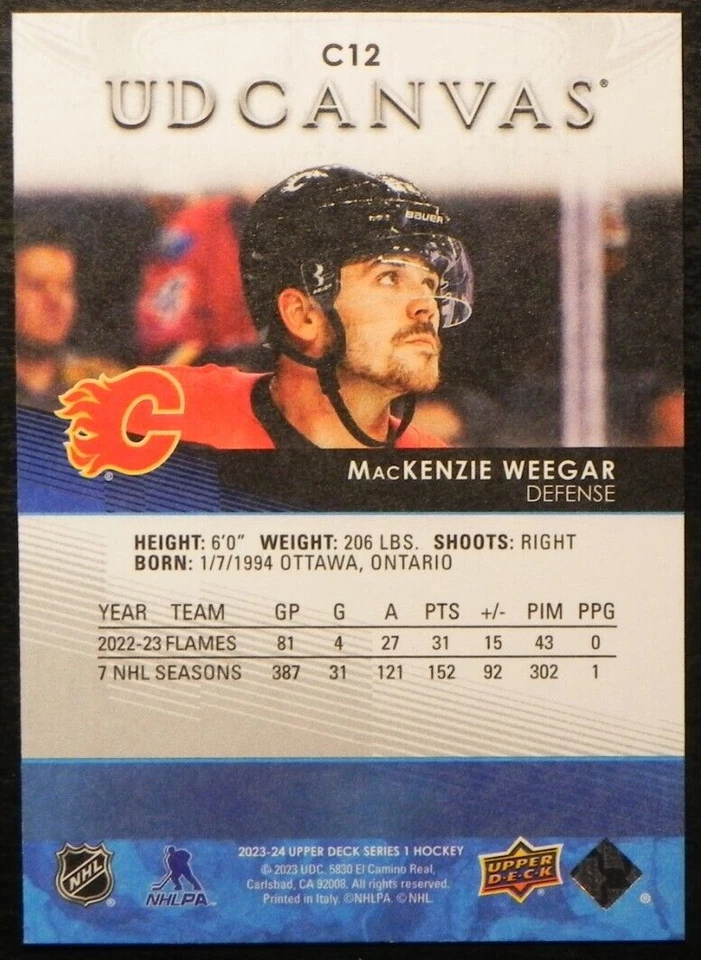 C12
UD CANVAS®
BAUER
C
®
MACKENZIE WEEGAR
DEFENSE
HEIGHT: 6'0" WEIGHT: 206 LBS. SHOOTS: RIGHT
BORN: 1/7/1994 OTTAWA, ONTARIO
YEAR TEAM GP G A PTS +/- PIM PPG
2022-23 FLAMES 81 4 27 31 15 43 0
7 NHL SEASONS 387 31 121 152 92 302 1
2023-24 UPPER DECK SERIES 1 HOCKEY
© 2023 UDC. 5830 El Camino Real,
Carlsbad, CA 92008. All rights reserved.
Printed in Italy. ©NHLPA. ©NHL.
NHL
NHLPA
UPPER
D·E·C·K
®